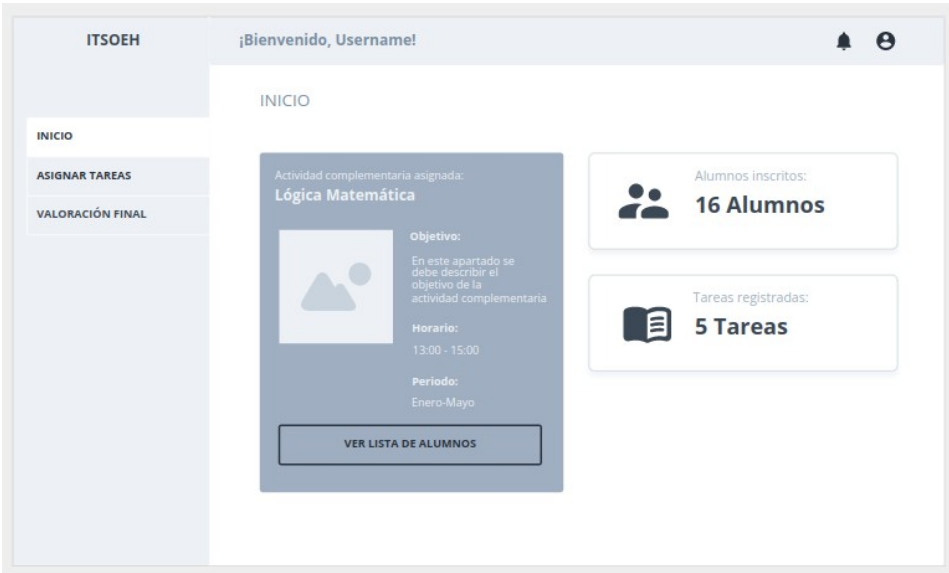 ITSOEH
¡Bienvenido, Username!
INICIO
INICIO
ASIGNAR TAREAS
VALORACIÓN FINAL
Actividad complementaria asignada:
Lógica Matemática
Objetivo:
En este apartado se
debe describir el
objetivo de la
actividad complementaria
Horario:
13:00 - 15:00
Periodo:
Enero-Mayo
VER LISTA DE ALUMNOS
Alumnos inscritos:
16 Alumnos
Tareas registradas:
5 Tareas